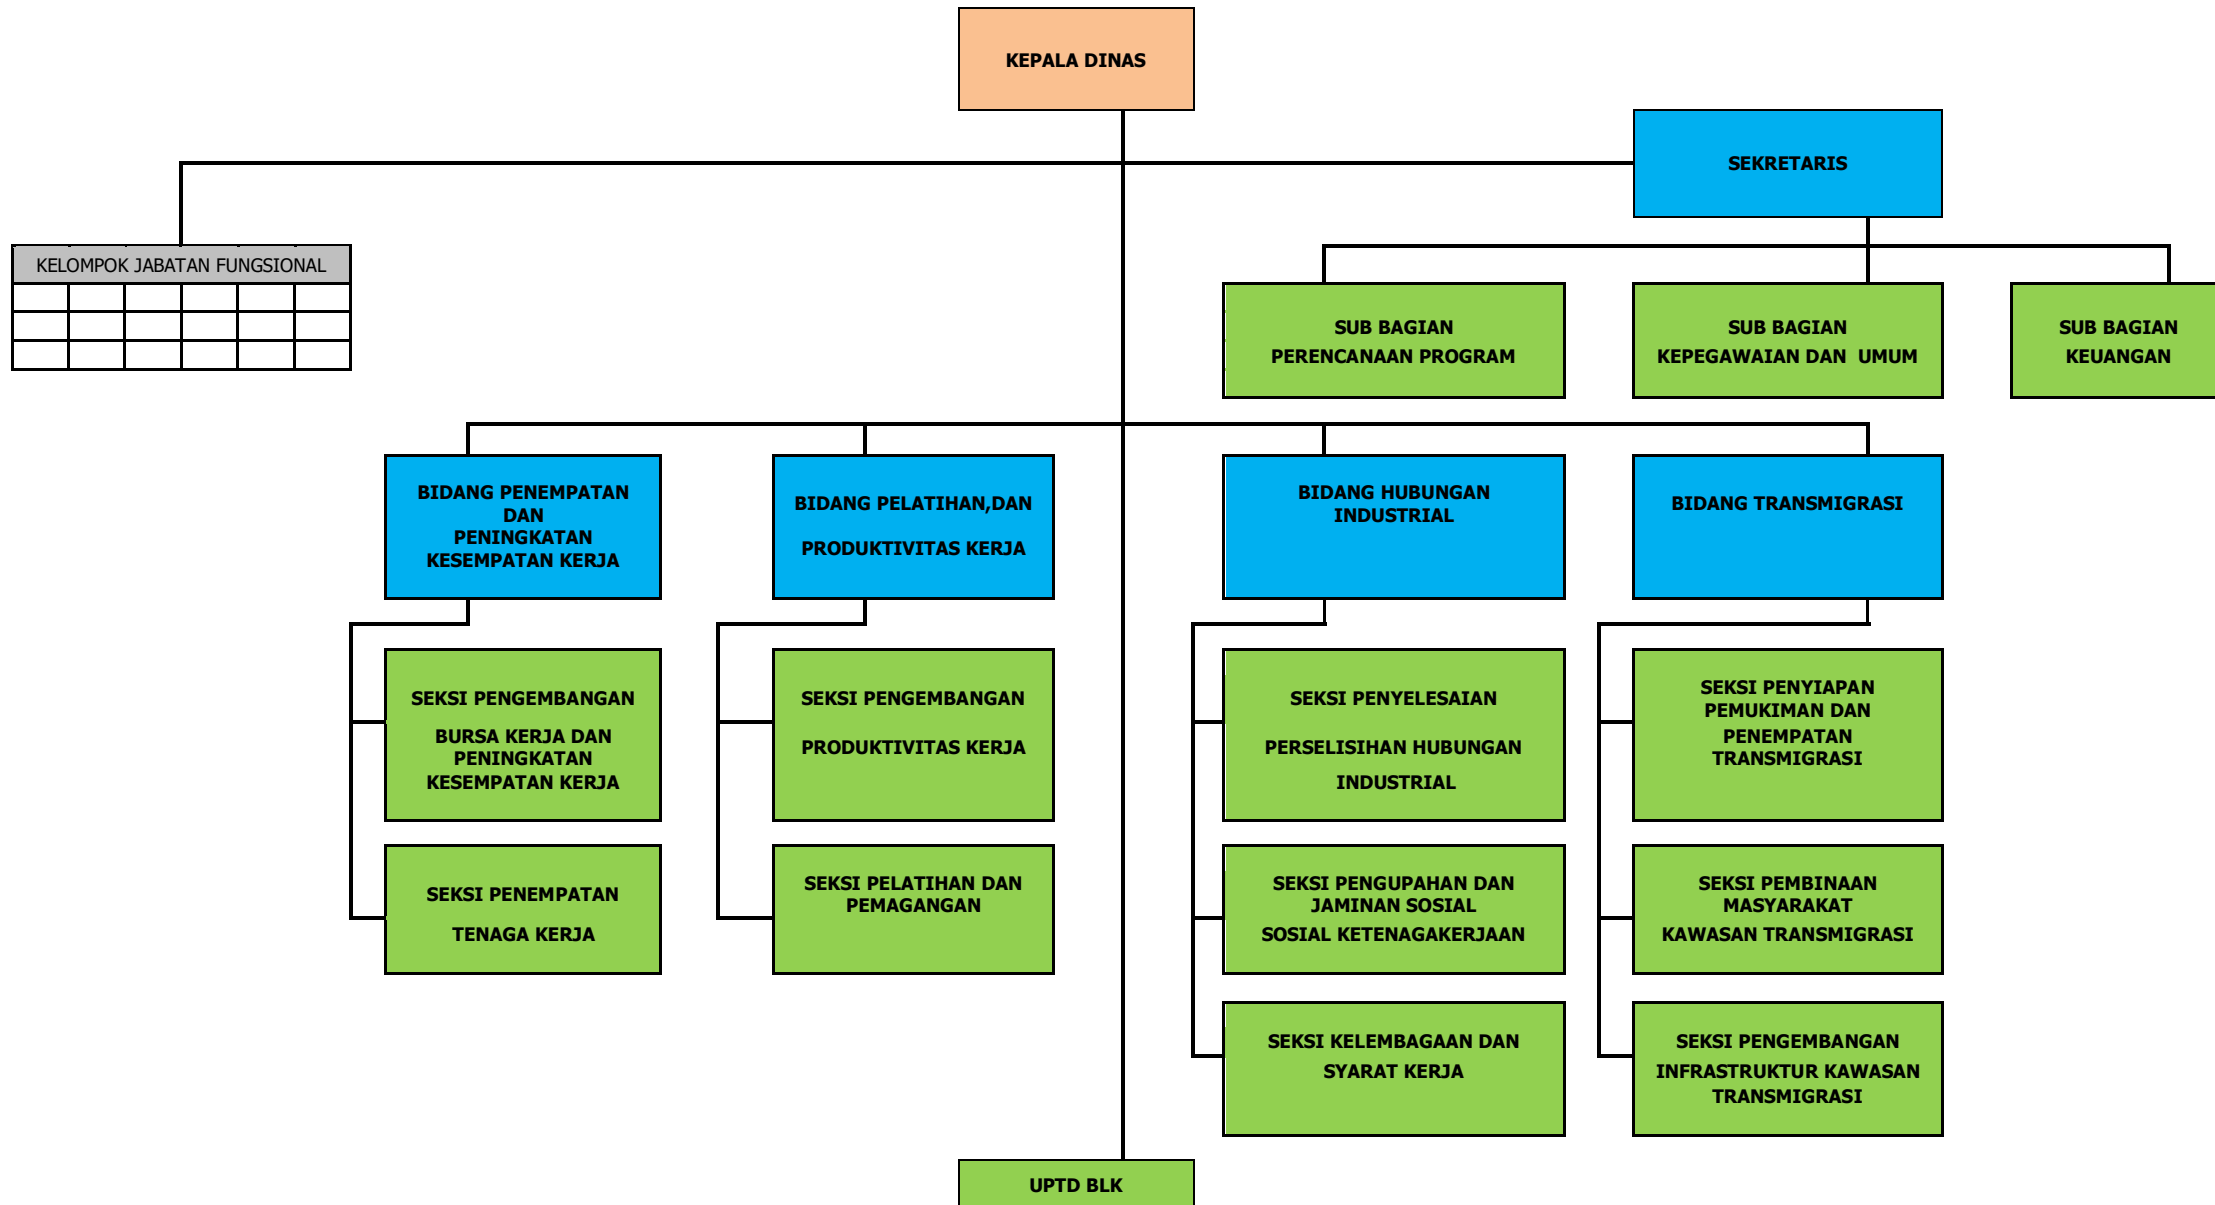 KEPALA DINAS
SEKRETARIS
KELOMPOK JABATAN FUNGSIONAL
SUB BAGIAN
PERENCANAAN PROGRAM
SUB BAGIAN
KEPEGAWAIAN DAN UMUM
SUB BAGIAN
KEUANGAN
BIDANG PENEMPATAN
DAN
PENINGKATAN
KESEMPATAN KERJA
BIDANG PELATIHAN,DAN
PRODUKTIVITAS KERJA
BIDANG HUBUNGAN
INDUSTRIAL
BIDANG TRANSMIGRASI
SEKSI PENGEMBANGAN
BURSA KERJA DAN
PENINGKATAN
KESEMPATAN KERJA
SEKSI PENGEMBANGAN
PRODUKTIVITAS KERJA
SEKSI PENYELESAIAN
PERSELISIHAN HUBUNGAN
INDUSTRIAL
SEKSI PENYIAPAN
PEMUKIMAN DAN
PENEMPATAN
TRANSMIGRASI
SEKSI PENEMPATAN
TENAGA KERJA
SEKSI PELATIHAN DAN
PEMAGANGAN
SEKSI PENGUPAHAN DAN
JAMINAN SOSIAL
SOSIAL KETENAGAKERJAAN
SEKSI PEMBINAAN
MASYARAKAT
KAWASAN TRANSMIGRASI
SEKSI KELEMBAGAAN DAN
SYARAT KERJA
SEKSI PENGEMBANGAN
INFRASTRUKTUR KAWASAN
TRANSMIGRASI
UPTD BLK